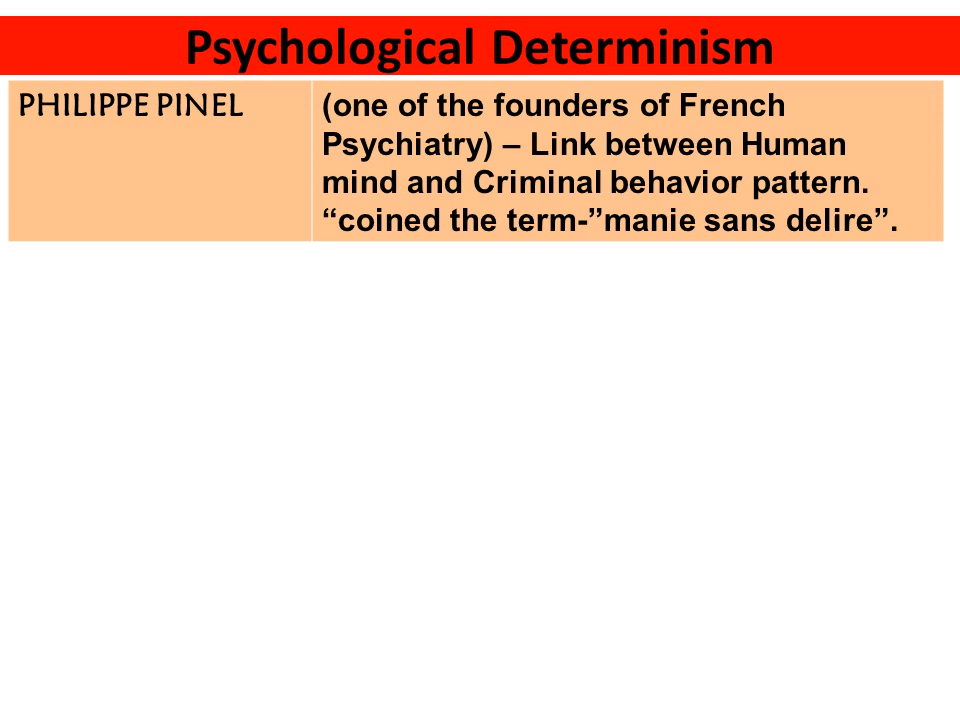 Psychological Determinism
PHILIPPE PINEL
(one of the founders of French
Psychiatry) – Link between Human
mind and Criminal behavior pattern.
“coined the term-”manie sans delire”.